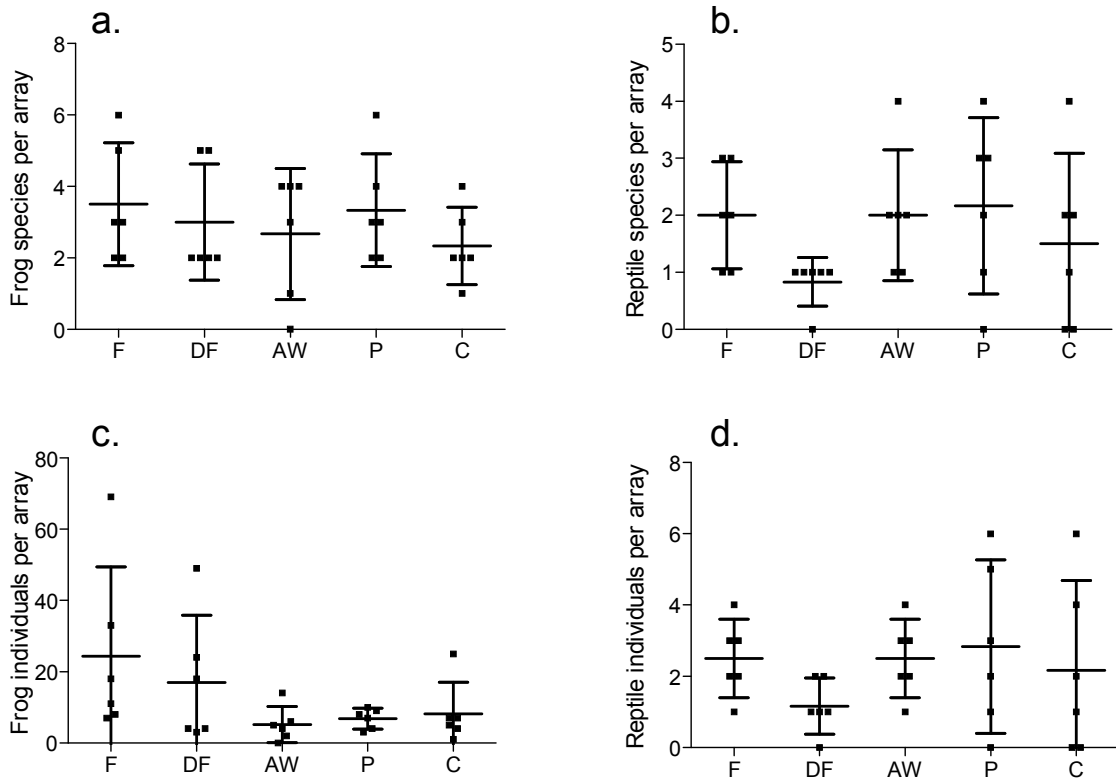 a.
Frog species per array
8
6
4
2
0
F DF AW P C
b.
Reptile species per array
5
4
3
2
1
0
F DF AW P C
c.
Frog individuals per array
80
60
40
20
0
F DF AW P C
d.
Reptile individuals per array
8
6
4
2
0
F DF AW P C